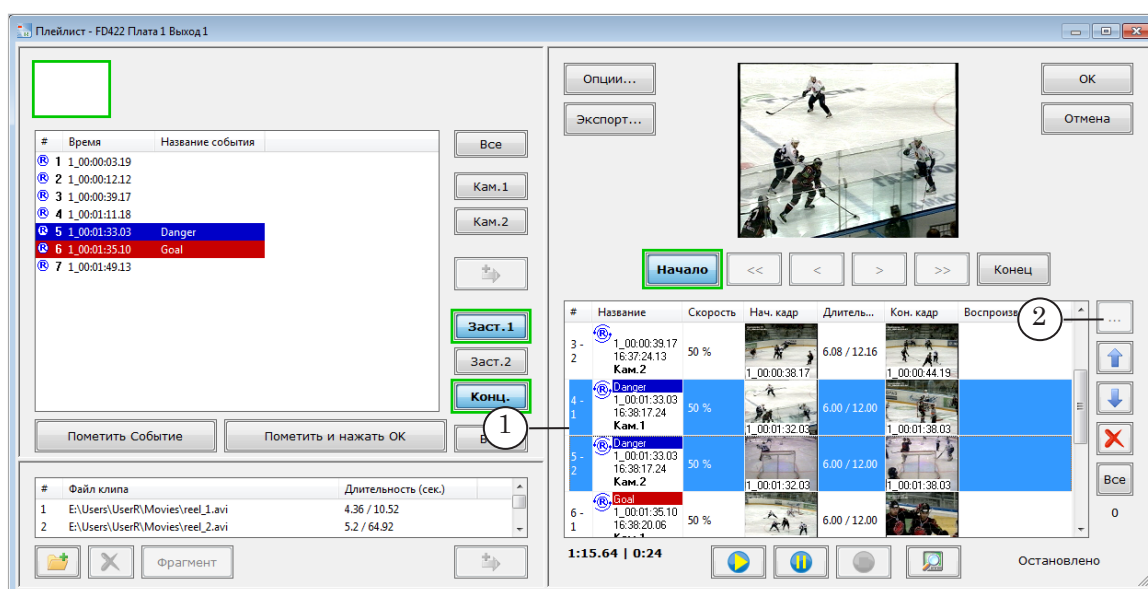 Плейлист - FD422 Плата 1 Выход 1
# Время Название события
R 1 1_00:00:03.19
R 2 1_00:00:12.12
R 3 1_00:00:39.17
R 4 1_00:01:11.18
R 5 1_00:01:33.03 Danger
R 6 1_00:01:35.10 Goal
R 7 1_00:01:49.13
Все
Кам.1
Кам.2
Заст.1
Заст.2
Конц.
Пометить Событие
Пометить и нажать ОК
# Файл клипа Длительность (сек.)
1 E:\Users\UserR\Movies\reel_1.avi 4.36 / 10.52
2 E:\Users\UserR\Movies\reel_2.avi 5.2 / 64.92
Фрагмент
Опции...
Экспорт...
ОК
Отмена
Начало << < > >> Конец
# Название Скорость Нач. кадр Длитель... Кон. кадр Воспроизв
3 - 2
R 1_00:00:39.17
16:37:24.13
Кам.2
50 %
1_00:00:38.17
6.08 / 12.16
1_00:00:44.19
4 - 1
R Danger
1_00:01:33.03
16:38:17.24
Кам.1
50 %
1_00:01:32.03
6.00 / 12.00
1_00:01:38.03
5 - 2
R Danger
1_00:01:33.03
16:38:17.24
Кам.2
50 %
1_00:01:32.03
6.00 / 12.00
1_00:01:38.03
6 - 1
R Goal
1_00:01:35.10
16:38:20.06
50 %
6.00 / 12.00
1
2
...
Все
0
1:15.64 | 0:24
Остановлено